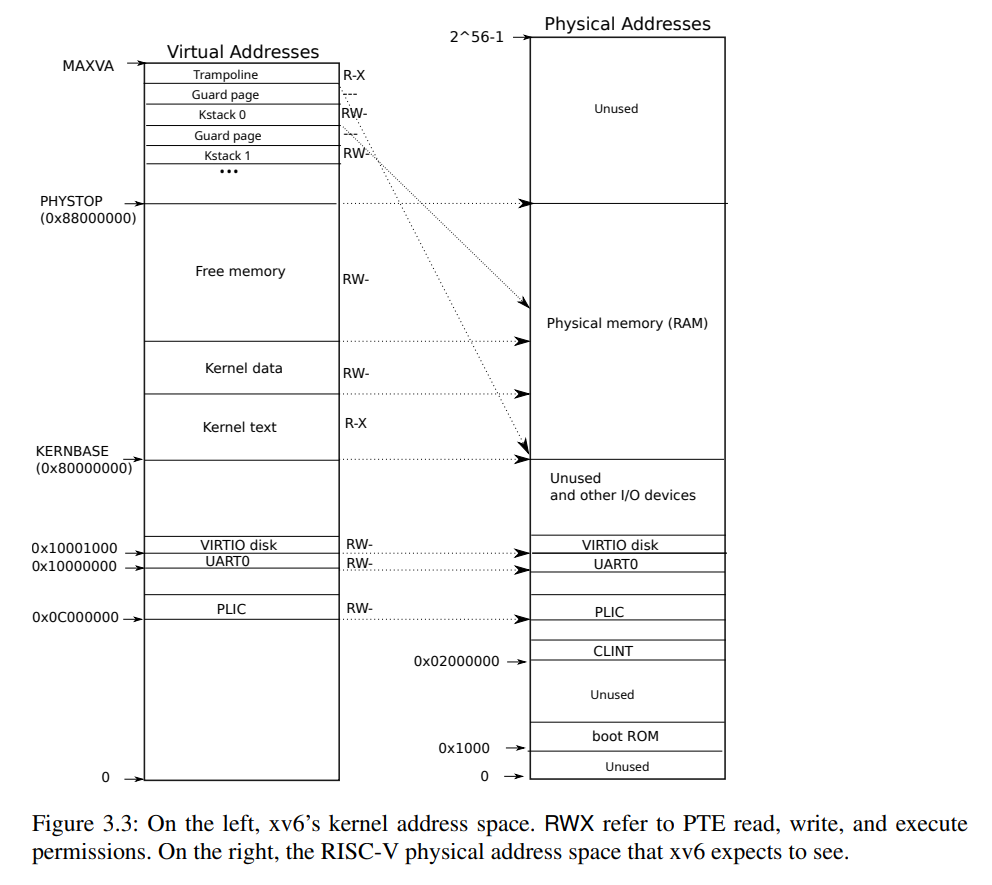 Physical Addresses
2^56-1
Virtual Addresses
MAXVA
Trampoline
R-X
Guard page
---
Unused
Kstack 0
RW-
Guard page
---
Kstack 1
RW-
•••
PHYSTOP
(0x88000000)
Free memory
RW-
Physical memory (RAM)
Kernel data
RW-
Kernel text
R-X
KERNBASE
(0x80000000)
Unused
and other I/O devices
0x10001000
VIRTIO disk
RW-
VIRTIO disk
0x10000000
UART0
RW-
UART0
0x0C000000
PLIC
RW-
PLIC
CLINT
0x02000000
Unused
boot ROM
0x1000
Unused
0
0
Figure 3.3: On the left, xv6's kernel address space. RWX refer to PTE read, write, and execute
permissions. On the right, the RISC-V physical address space that xv6 expects to see.